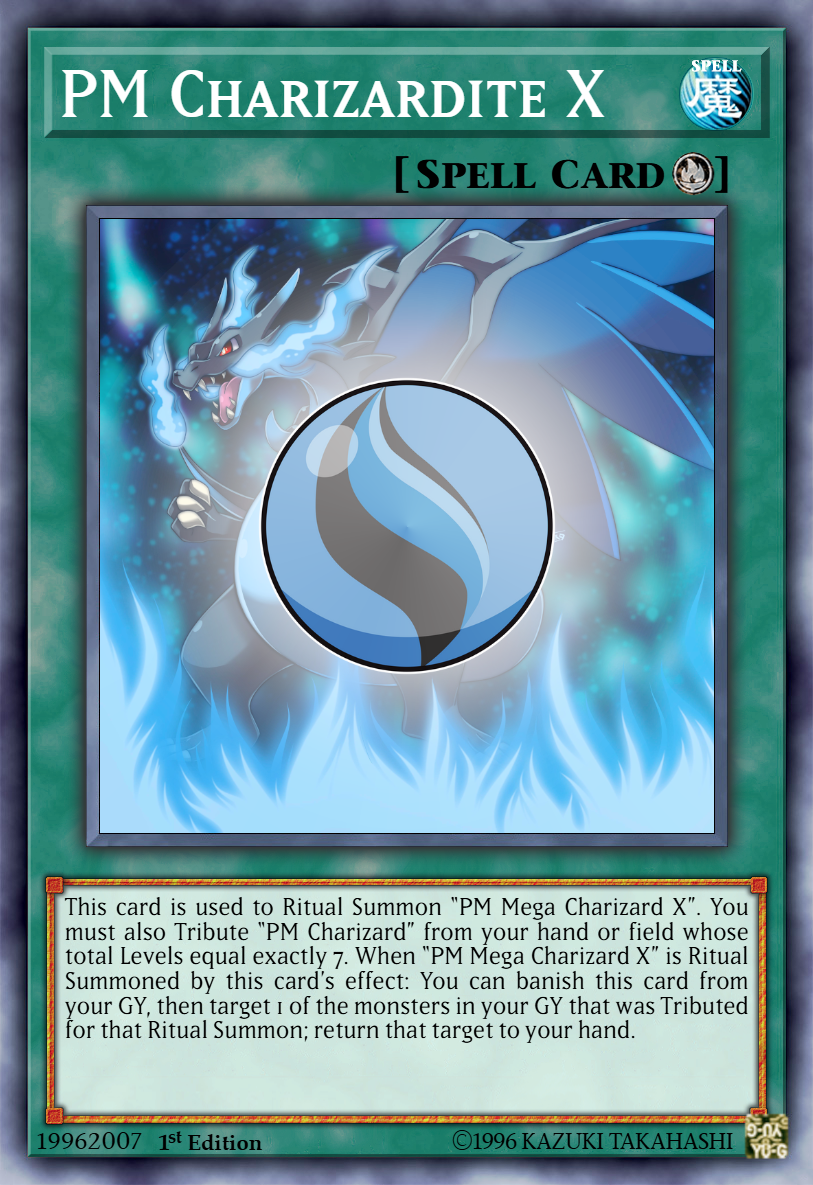 PM CHARIZARDITE X
SPELL
魔
[SPELL CARD]
This card is used to Ritual Summon "PM Mega Charizard X". You
must also Tribute "PM Charizard" from your hand or field whose
total Levels equal exactly 7. When "PM Mega Charizard X" is Ritual
Summoned by this card's effect: You can banish this card from
your GY, then target 1 of the monsters in your GY that was Tributed
for that Ritual Summon; return that target to your hand.
19962007 1st Edition ©1996 KAZUKI TAKAHASHI